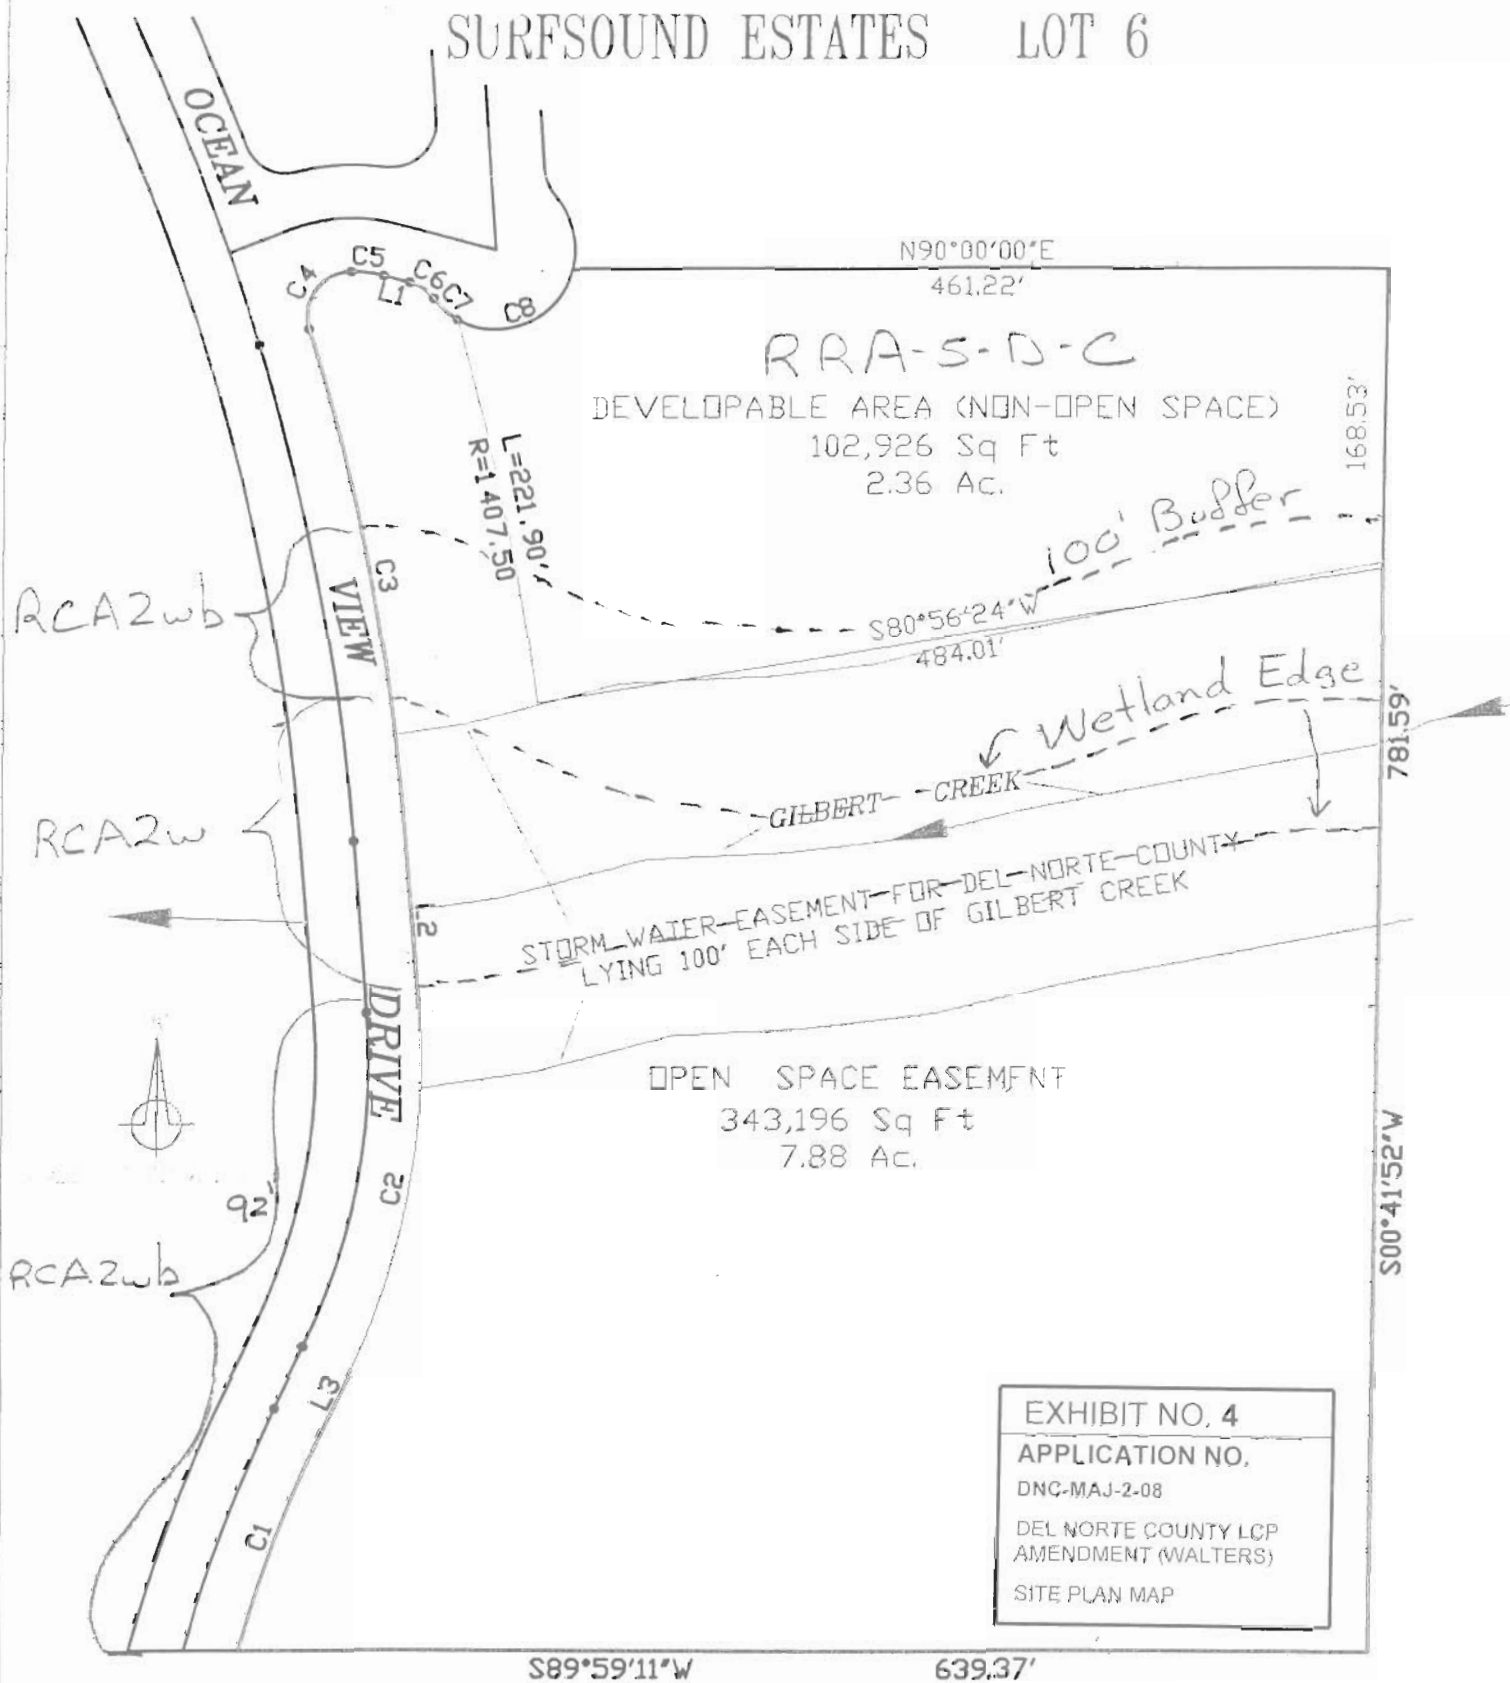 SURFSOUND ESTATES LOT 6
OCEAN
C4
C5
L1
C6
C7
C8
N90°00'00"E
461.22'
RRA-5-D-C
DEVELOPABLE AREA (NON-OPEN SPACE)
102,926 Sq Ft
2.36 Ac.
168.53'
L=221.90'
R=1407.50
100' Buffer
C3
VIEW
RCA2wb
S80°56'24"W
484.01'
Wetland Edge
781.59'
GILBERT CREEK
RCA2w
L2
STORM WATER EASEMENT FOR DEL NORTE COUNTY
LYING 100' EACH SIDE OF GILBERT CREEK
DRIVE
OPEN SPACE EASEMENT
343,196 Sq Ft
7.88 Ac.
C2
S00°41'52"W
92'
RCA2wb
L3
C1
EXHIBIT NO. 4
APPLICATION NO.
DNC-MAJ-2-08
DEL NORTE COUNTY LCP
AMENDMENT (WALTERS)
SITE PLAN MAP
S89°59'11"W 639.37'